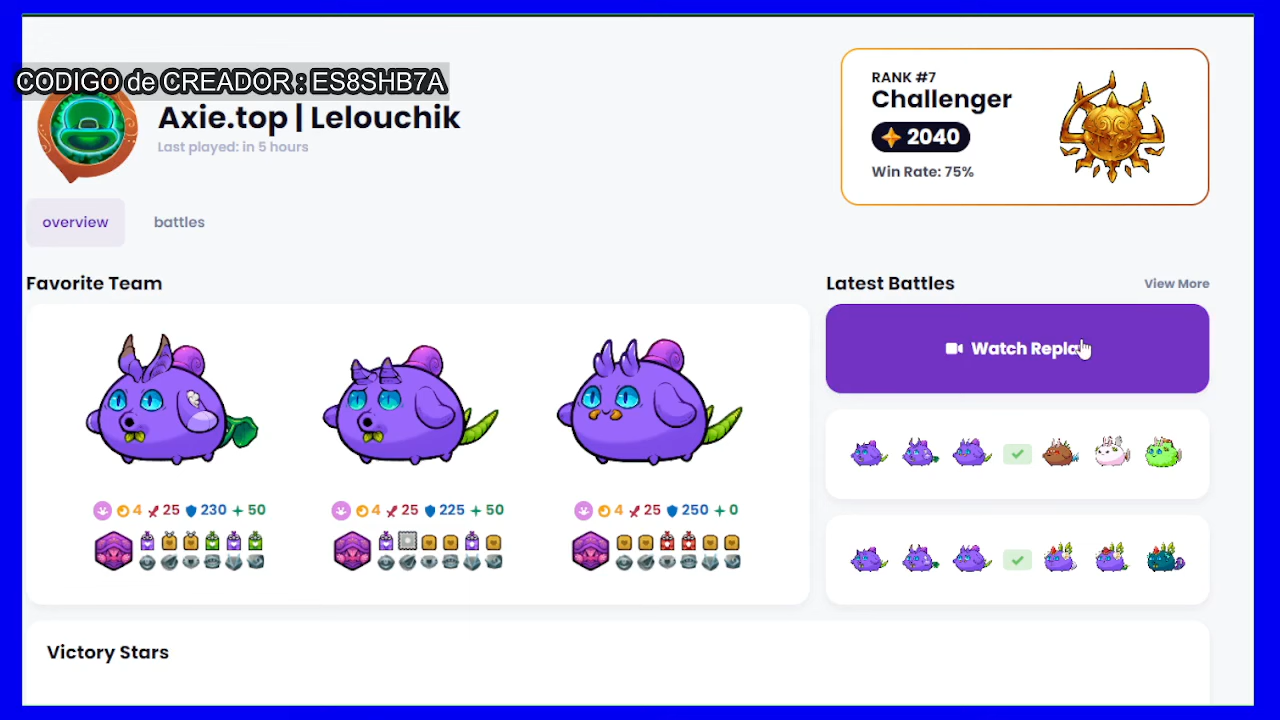 CODIGO de CREADOR : ES8SHB7A
Axie.top | Lelouchik
Last played: in 5 hours
RANK #7
Challenger
2040
Win Rate: 75%
overview
battles
Favorite Team
Latest Battles
View More
Watch Replay
4 25 230 50
4 25 225 50
4 25 250 0
Victory Stars